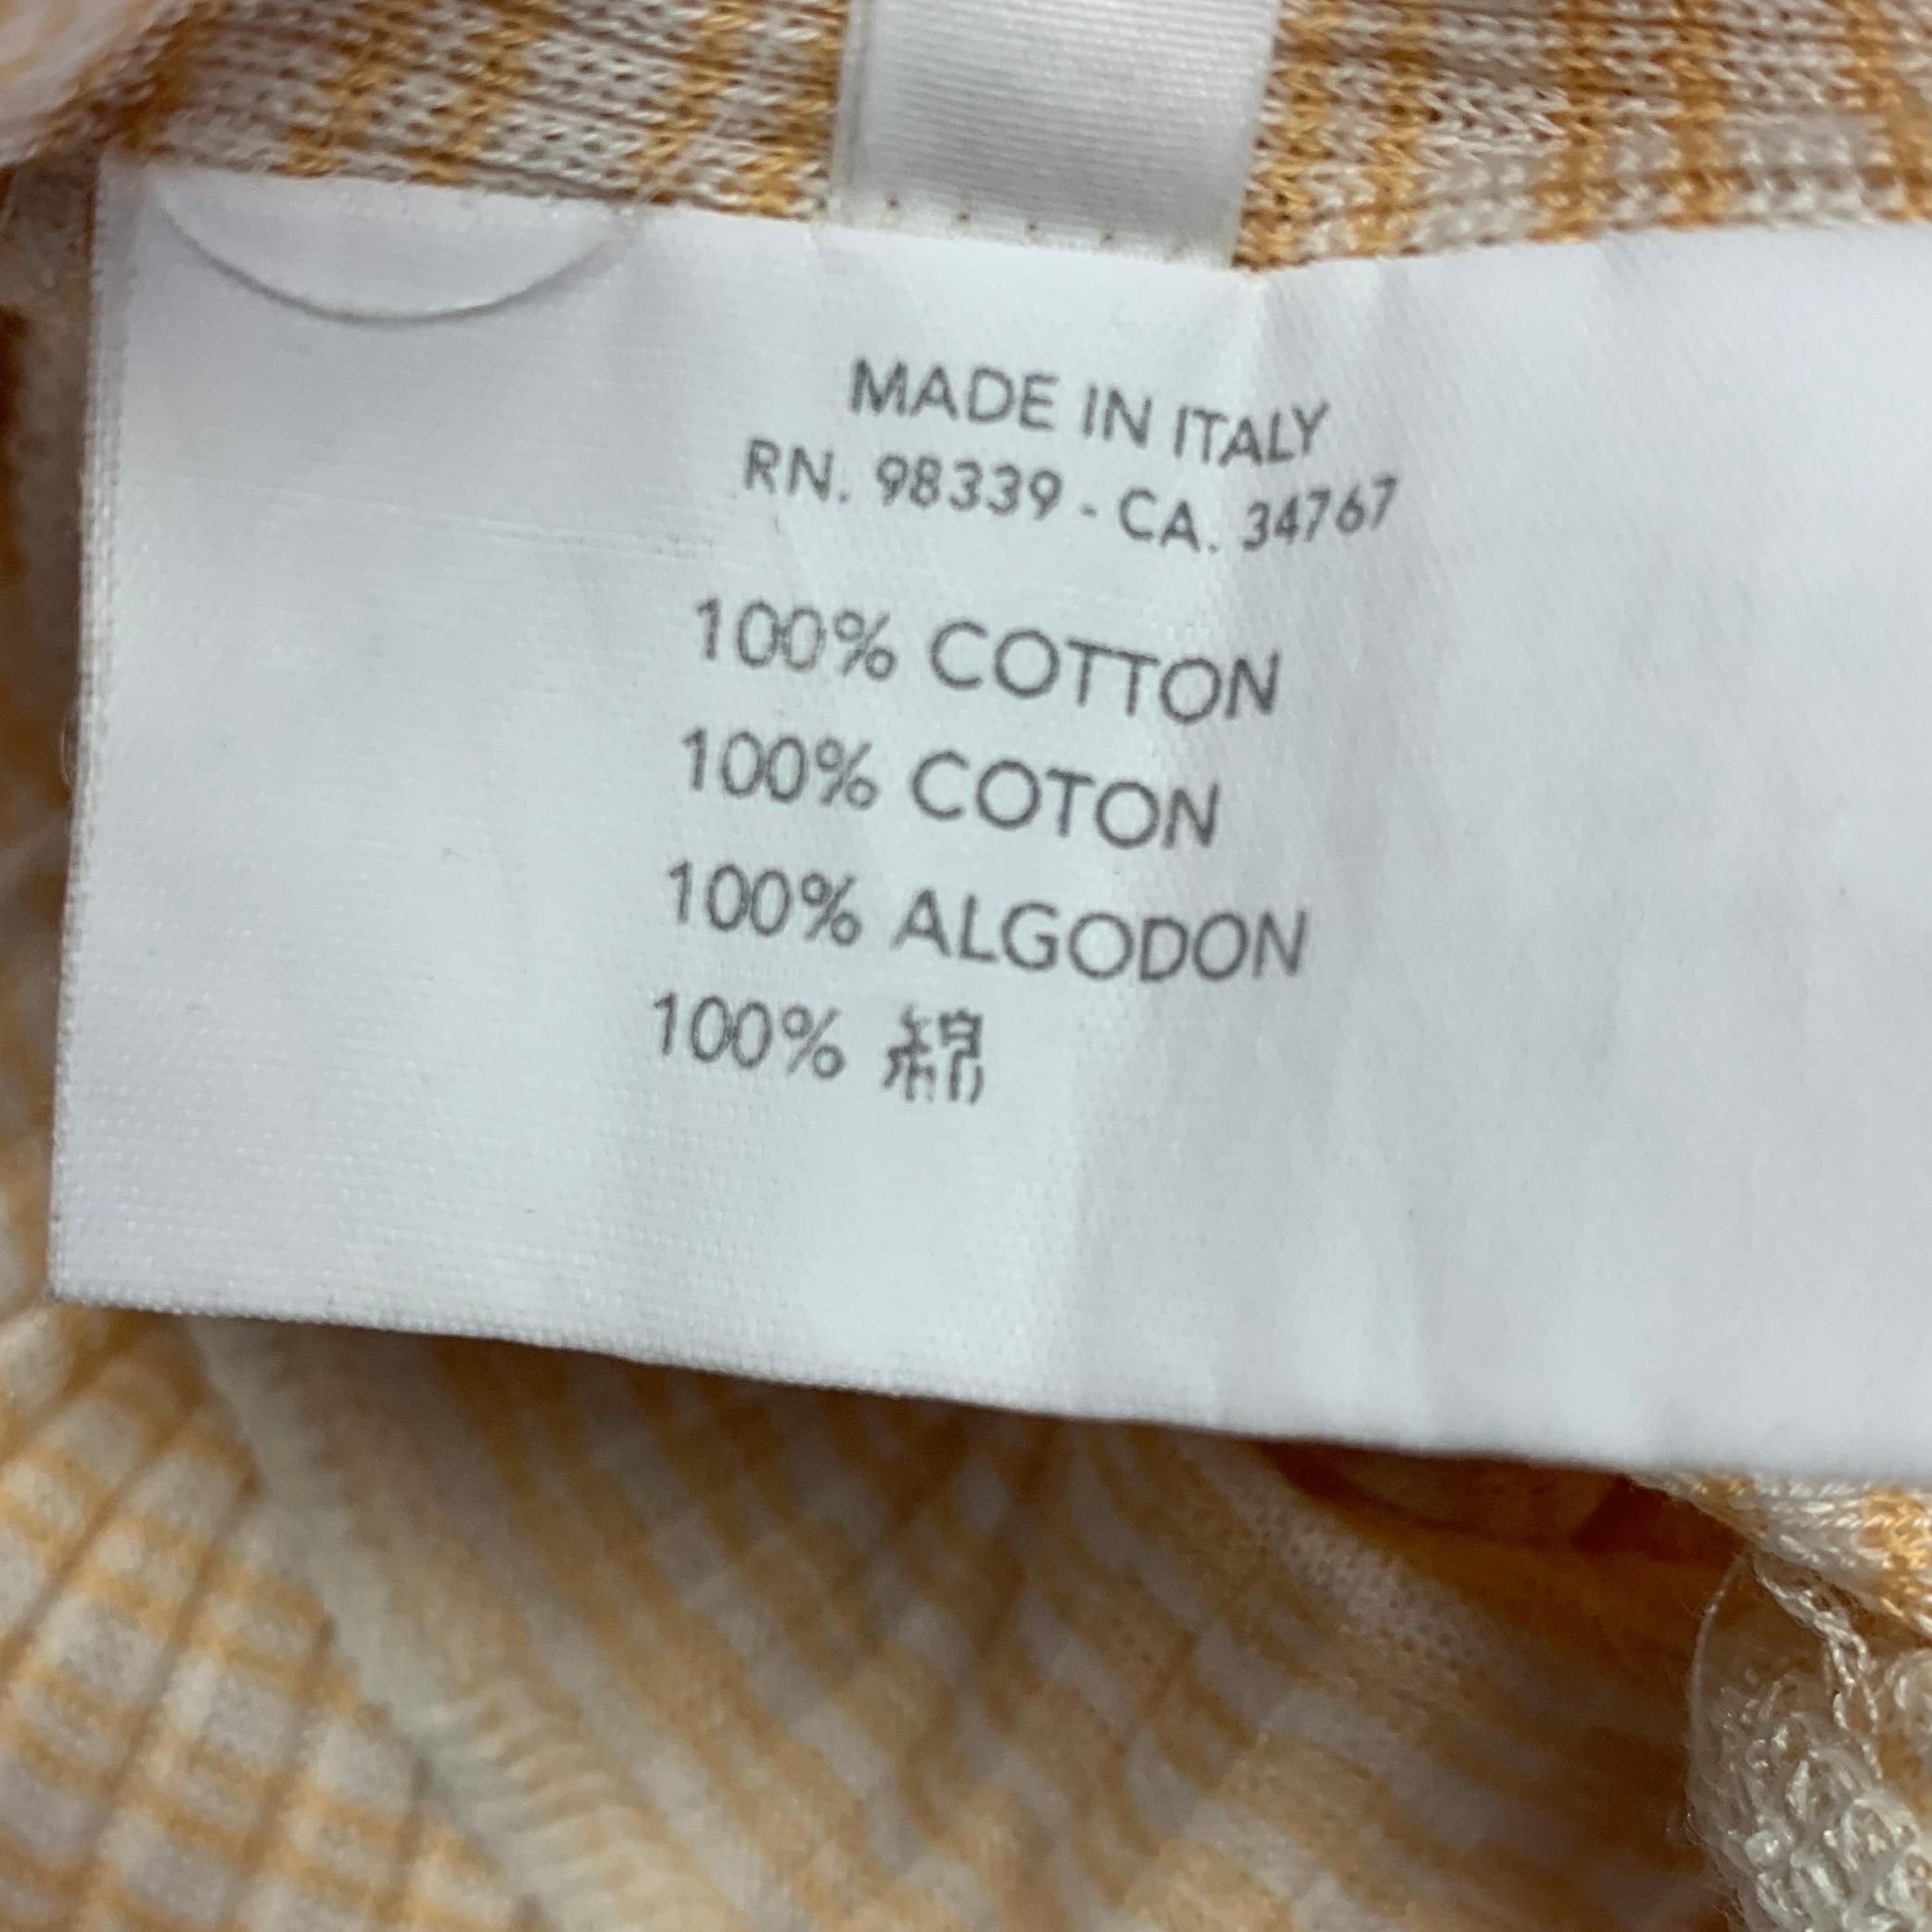 MADE IN ITALY
RN. 98339 - CA. 34767
100% COTTON
100% COTON
100% ALGODON
100% 綿